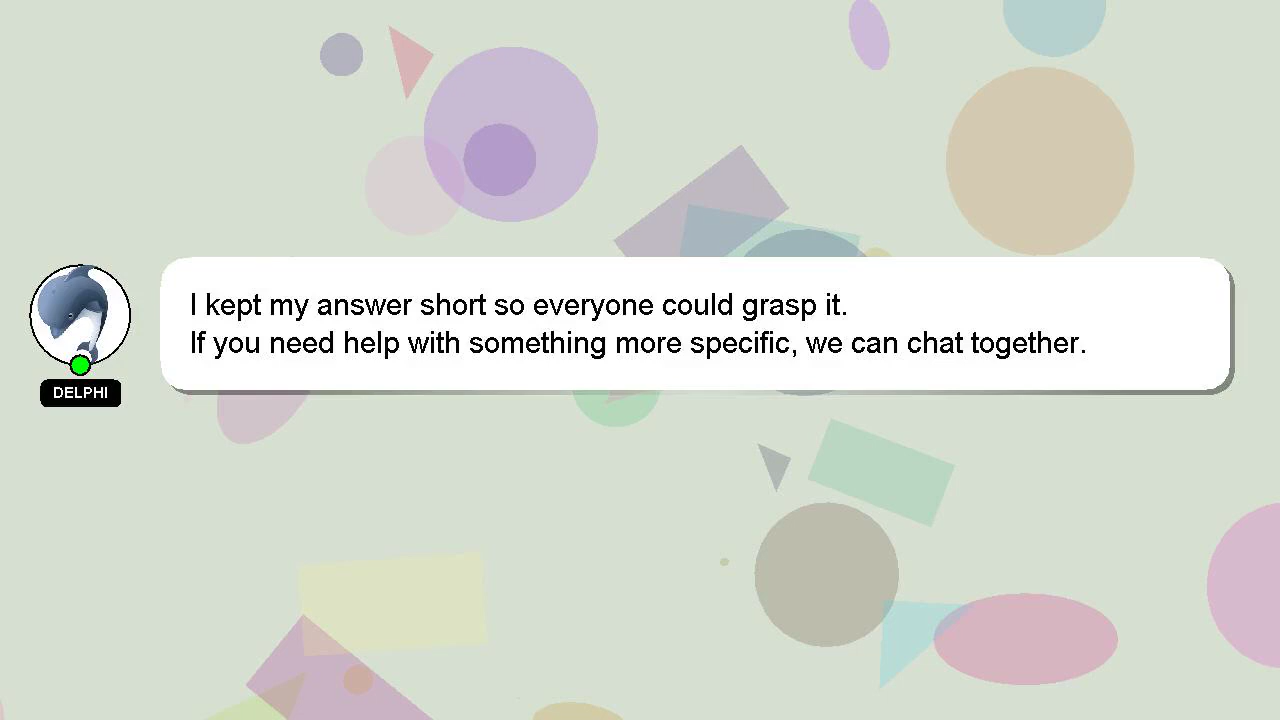 I kept my answer short so everyone could grasp it.
If you need help with something more specific, we can chat together.
DELPHI